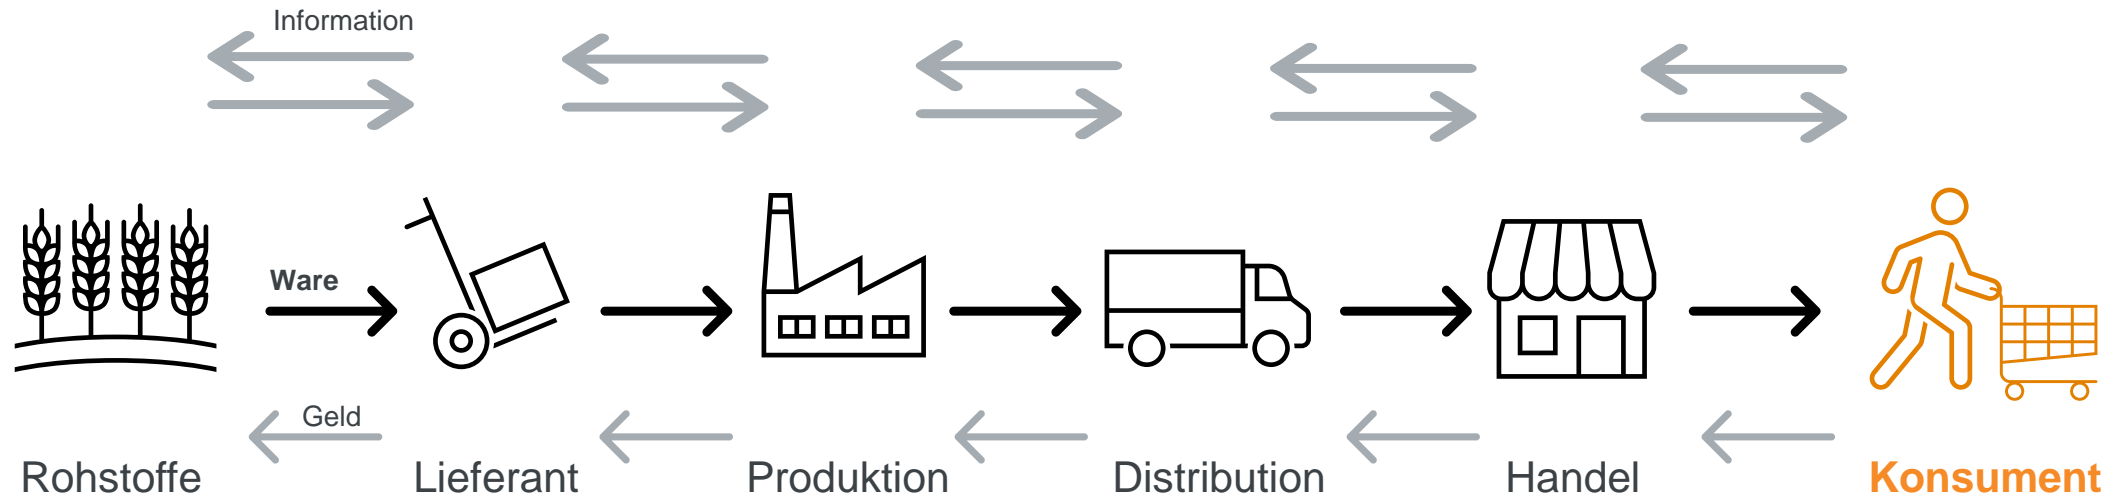 Information
Ware
Geld
Rohstoffe
Lieferant
Produktion
Distribution
Handel
Konsument